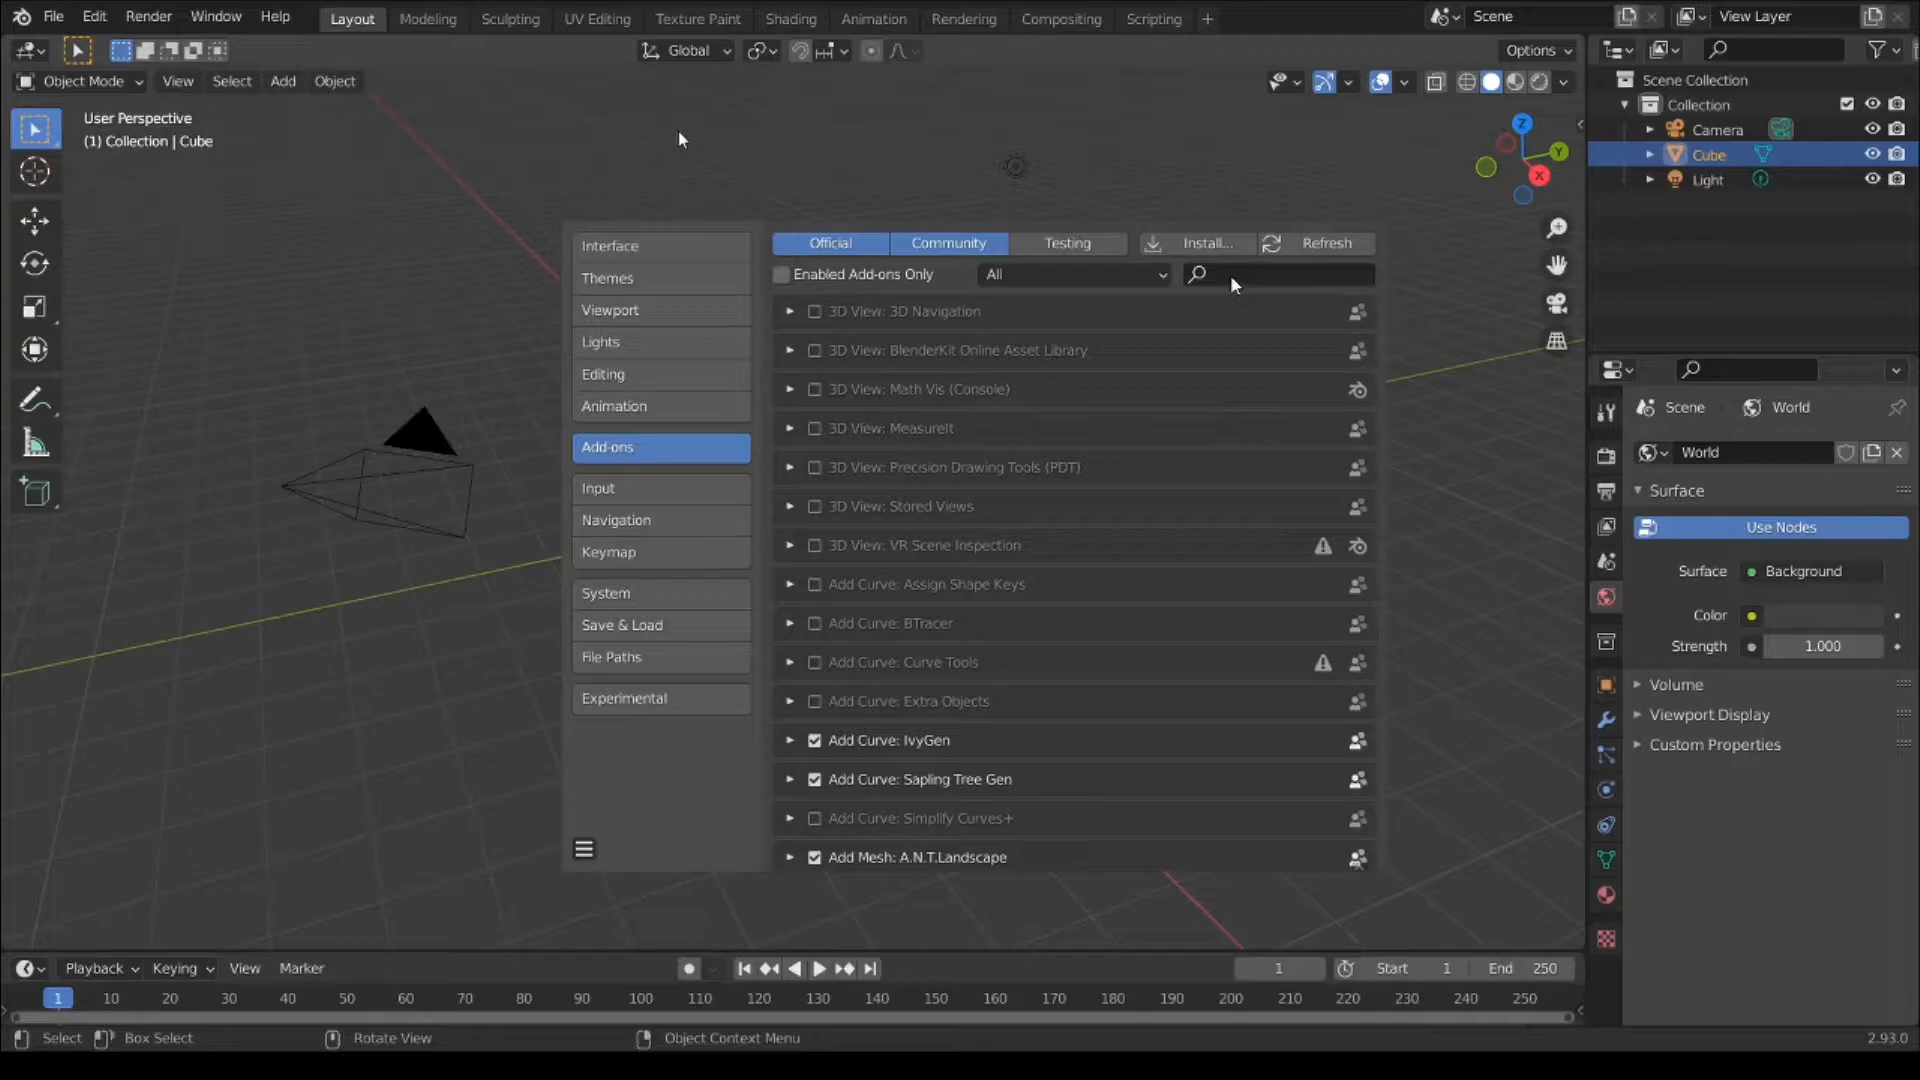 File Edit Render Window Help
Layout Modeling Sculpting UV Editing Texture Paint Shading Animation Rendering Compositing Scripting +
Scene View Layer
Global Options
Object Mode View Select Add Object
User Perspective
(1) Collection | Cube
Z
Y
X
Scene Collection
Collection
Camera
Cube
Light
Interface
Themes
Viewport
Lights
Editing
Animation
Add-ons
Input
Navigation
Keymap
System
Save & Load
File Paths
Experimental
Official Community Testing Install... Refresh
Enabled Add-ons Only All
3D View: 3D Navigation
3D View: BlenderKit Online Asset Library
3D View: Math Vis (Console)
3D View: MeasureIt
3D View: Precision Drawing Tools (PDT)
3D View: Stored Views
3D View: VR Scene Inspection
Add Curve: Assign Shape Keys
Add Curve: BTracer
Add Curve: Curve Tools
Add Curve: Extra Objects
Add Curve: IvyGen
Add Curve: Sapling Tree Gen
Add Curve: Simplify Curves+
Add Mesh: A.N.T.Landscape
Scene World
World
Surface
Use Nodes
Surface Background
Color
Strength 1.000
Volume
Viewport Display
Custom Properties
Playback Keying View Marker 1 Start 1 End 250
1 10 20 30 40 50 60 70 80 90 100 110 120 130 140 150 160 170 180 190 200 210 220 230 240 250
Select Box Select Rotate View Object Context Menu 2.93.0